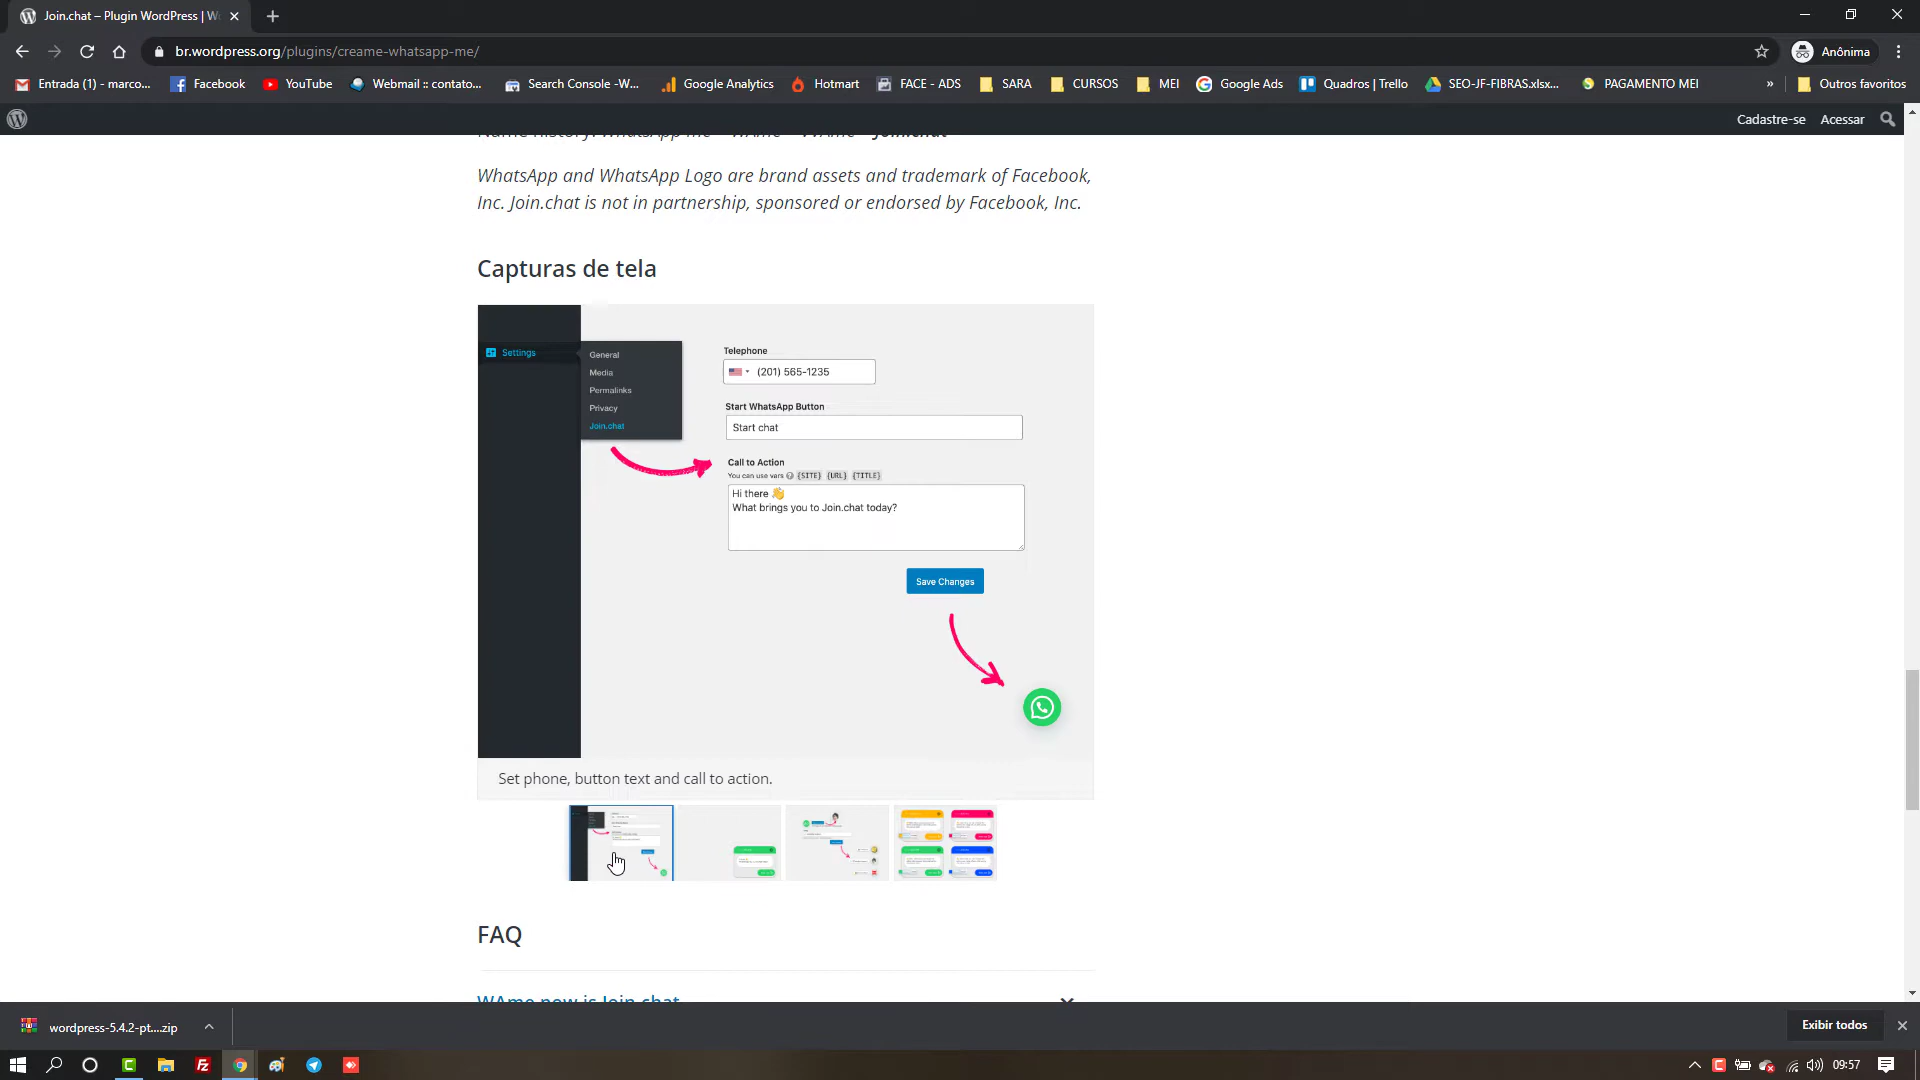 Join.chat – Plugin WordPress | W
br.wordpress.org/plugins/creame-whatsapp-me/
Anônima
Entrada (1) - marco...
Facebook
YouTube
Webmail :: contato...
Search Console -W...
Google Analytics
Hotmart
FACE - ADS
SARA
CURSOS
MEI
Google Ads
Quadros | Trello
SEO-JF-FIBRAS.xlsx...
PAGAMENTO MEI
»
Outros favoritos
Cadastre-se
Acessar
WhatsApp and WhatsApp Logo are brand assets and trademark of Facebook,
Inc. Join.chat is not in partnership, sponsored or endorsed by Facebook, Inc.
Capturas de tela
Settings
General
Media
Permalinks
Privacy
Join.chat
Telephone
(201) 565-1235
Start WhatsApp Button
Start chat
Call to Action
You can use vars {SITE} {URL} {TITLE}
Hi there 👋
What brings you to Join.chat today?
Save Changes
Set phone, button text and call to action.
FAQ
WAme now is Join.chat
wordpress-5.4.2-pt....zip
Exibir todos
09:57